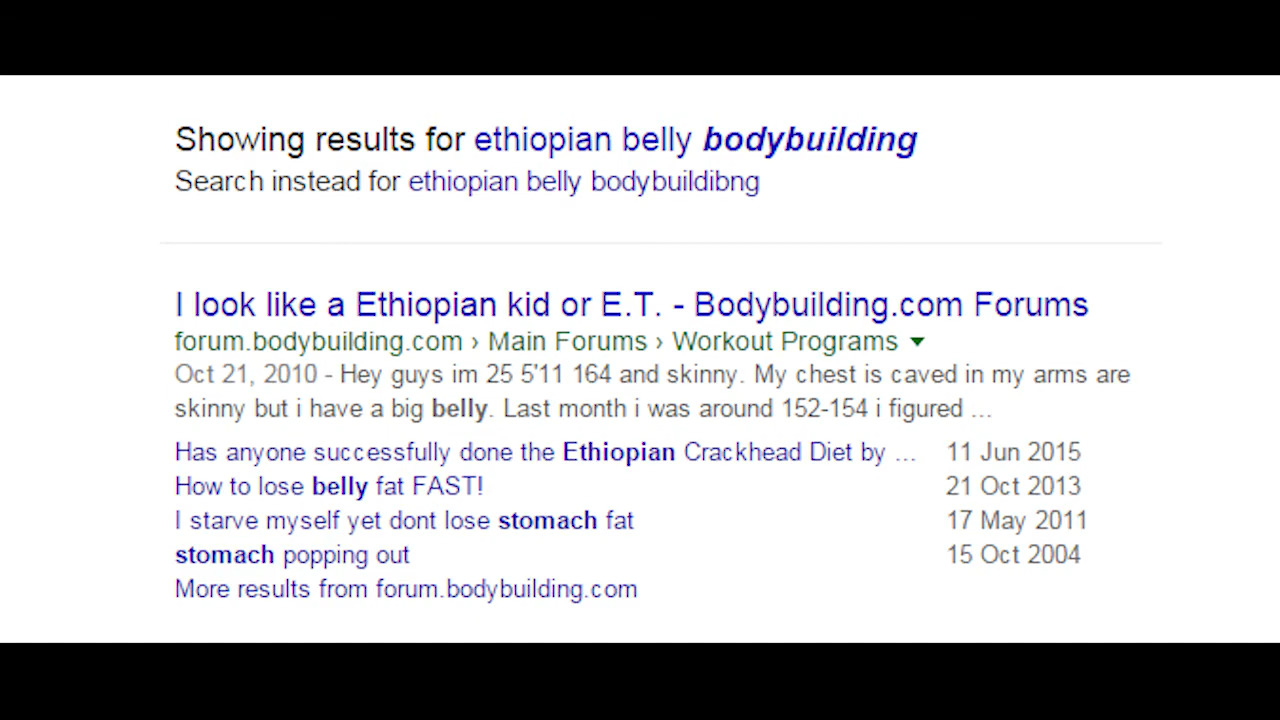 Showing results for ethiopian belly bodybuilding
Search instead for ethiopian belly bodybuildibng
I look like a Ethiopian kid or E.T. - Bodybuilding.com Forums
forum.bodybuilding.com › Main Forums › Workout Programs
Oct 21, 2010 - Hey guys im 25 5'11 164 and skinny. My chest is caved in my arms are
skinny but i have a big belly. Last month i was around 152-154 i figured ...
Has anyone successfully done the Ethiopian Crackhead Diet by ... 11 Jun 2015
How to lose belly fat FAST! 21 Oct 2013
I starve myself yet dont lose stomach fat 17 May 2011
stomach popping out 15 Oct 2004
More results from forum.bodybuilding.com